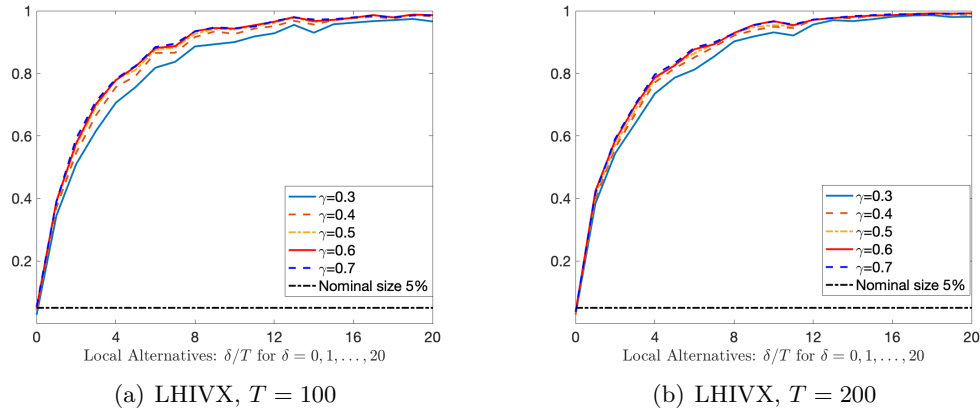 1
0.8
0.6
0.4
0.2
γ=0.3
γ=0.4
γ=0.5
γ=0.6
γ=0.7
Nominal size 5%
0 4 8 12 16 20
Local Alternatives: δ/T for δ = 0, 1, . . . , 20
(a) LHIVX, T = 100
1
0.8
0.6
0.4
0.2
γ=0.3
γ=0.4
γ=0.5
γ=0.6
γ=0.7
Nominal size 5%
0 4 8 12 16 20
Local Alternatives: δ/T for δ = 0, 1, . . . , 20
(b) LHIVX, T = 200